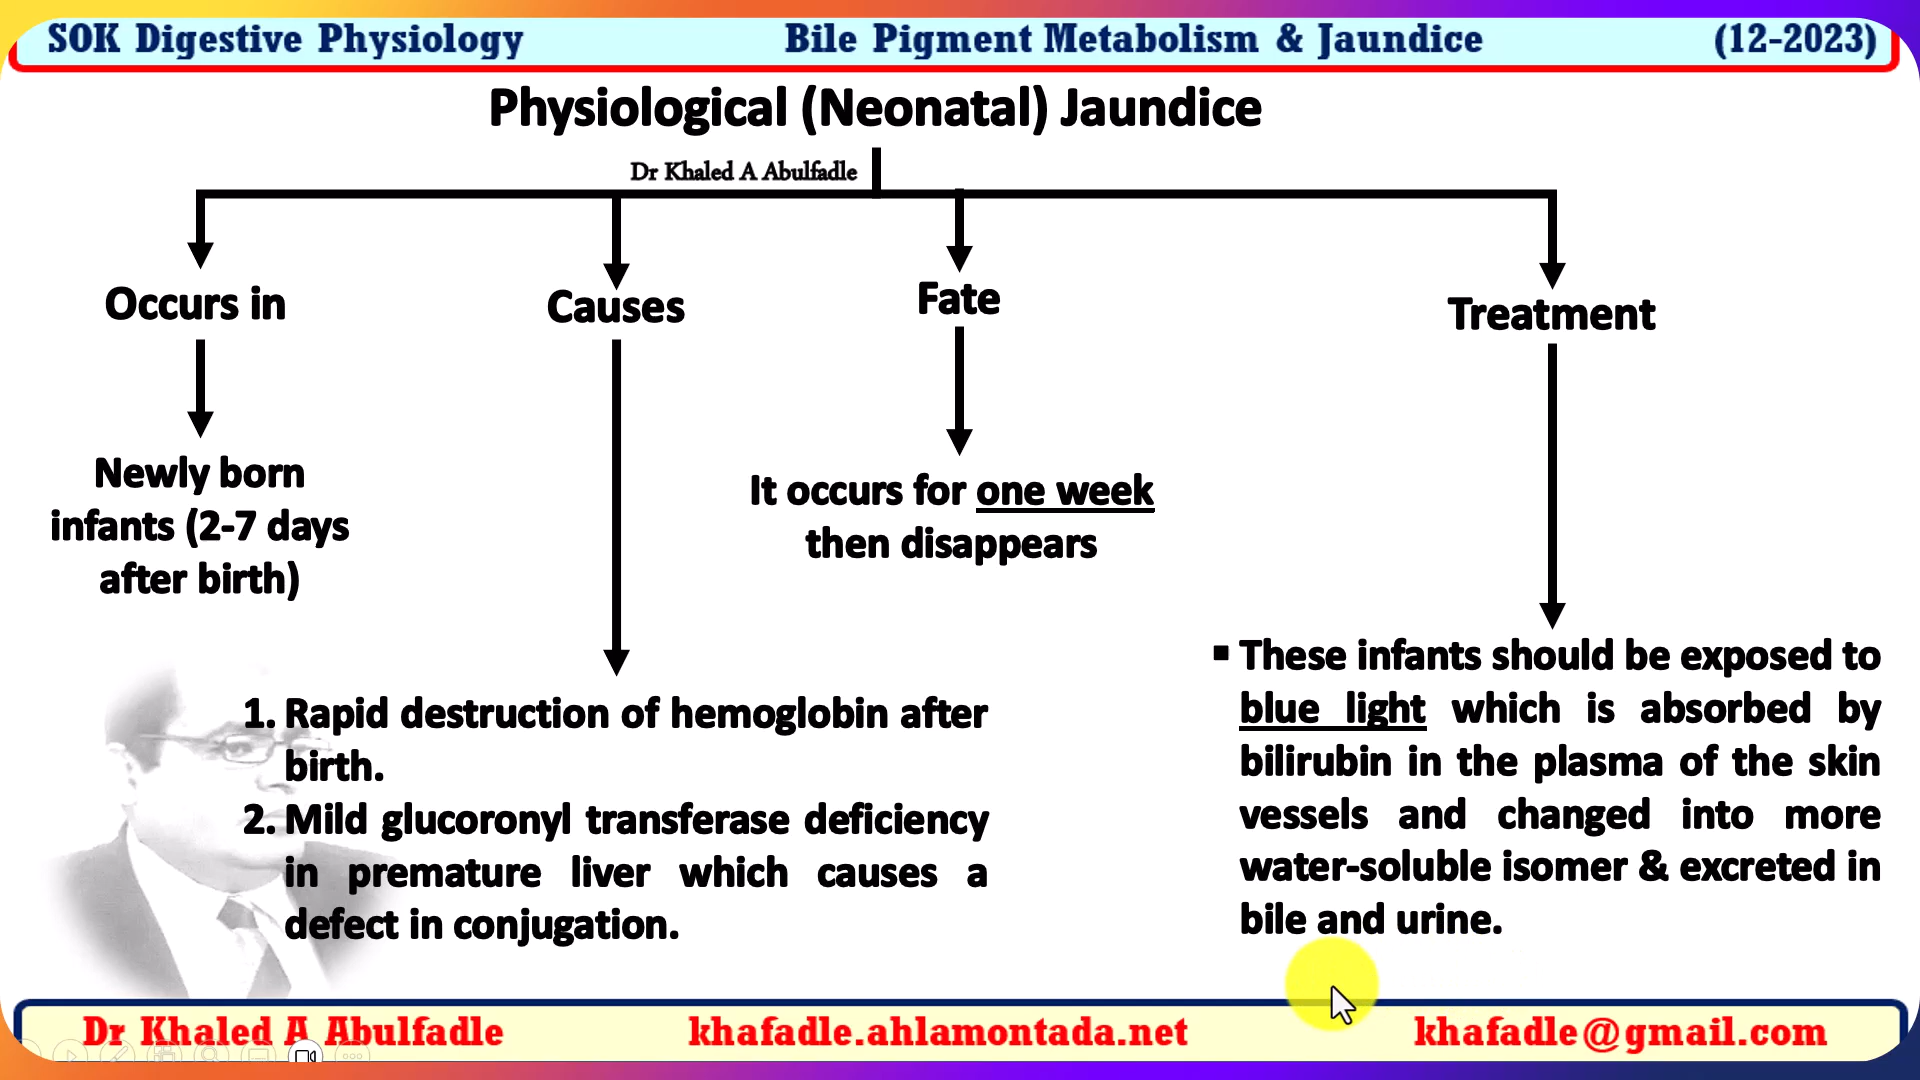 SOK Digestive Physiology Bile Pigment Metabolism & Jaundice (12-2023)
Physiological (Neonatal) Jaundice
Dr Khaled A Abulfadle
Occurs in
Newly born
infants (2-7 days
after birth)
Causes
1. Rapid destruction of hemoglobin after
birth.
2. Mild glucoronyl transferase deficiency
in premature liver which causes a
defect in conjugation.
Fate
It occurs for one week
then disappears
Treatment
▪ These infants should be exposed to
blue light which is absorbed by
bilirubin in the plasma of the skin
vessels and changed into more
water-soluble isomer & excreted in
bile and urine.
Dr Khaled A Abulfadle khafadle.ahlamontada.net khafadle@gmail.com